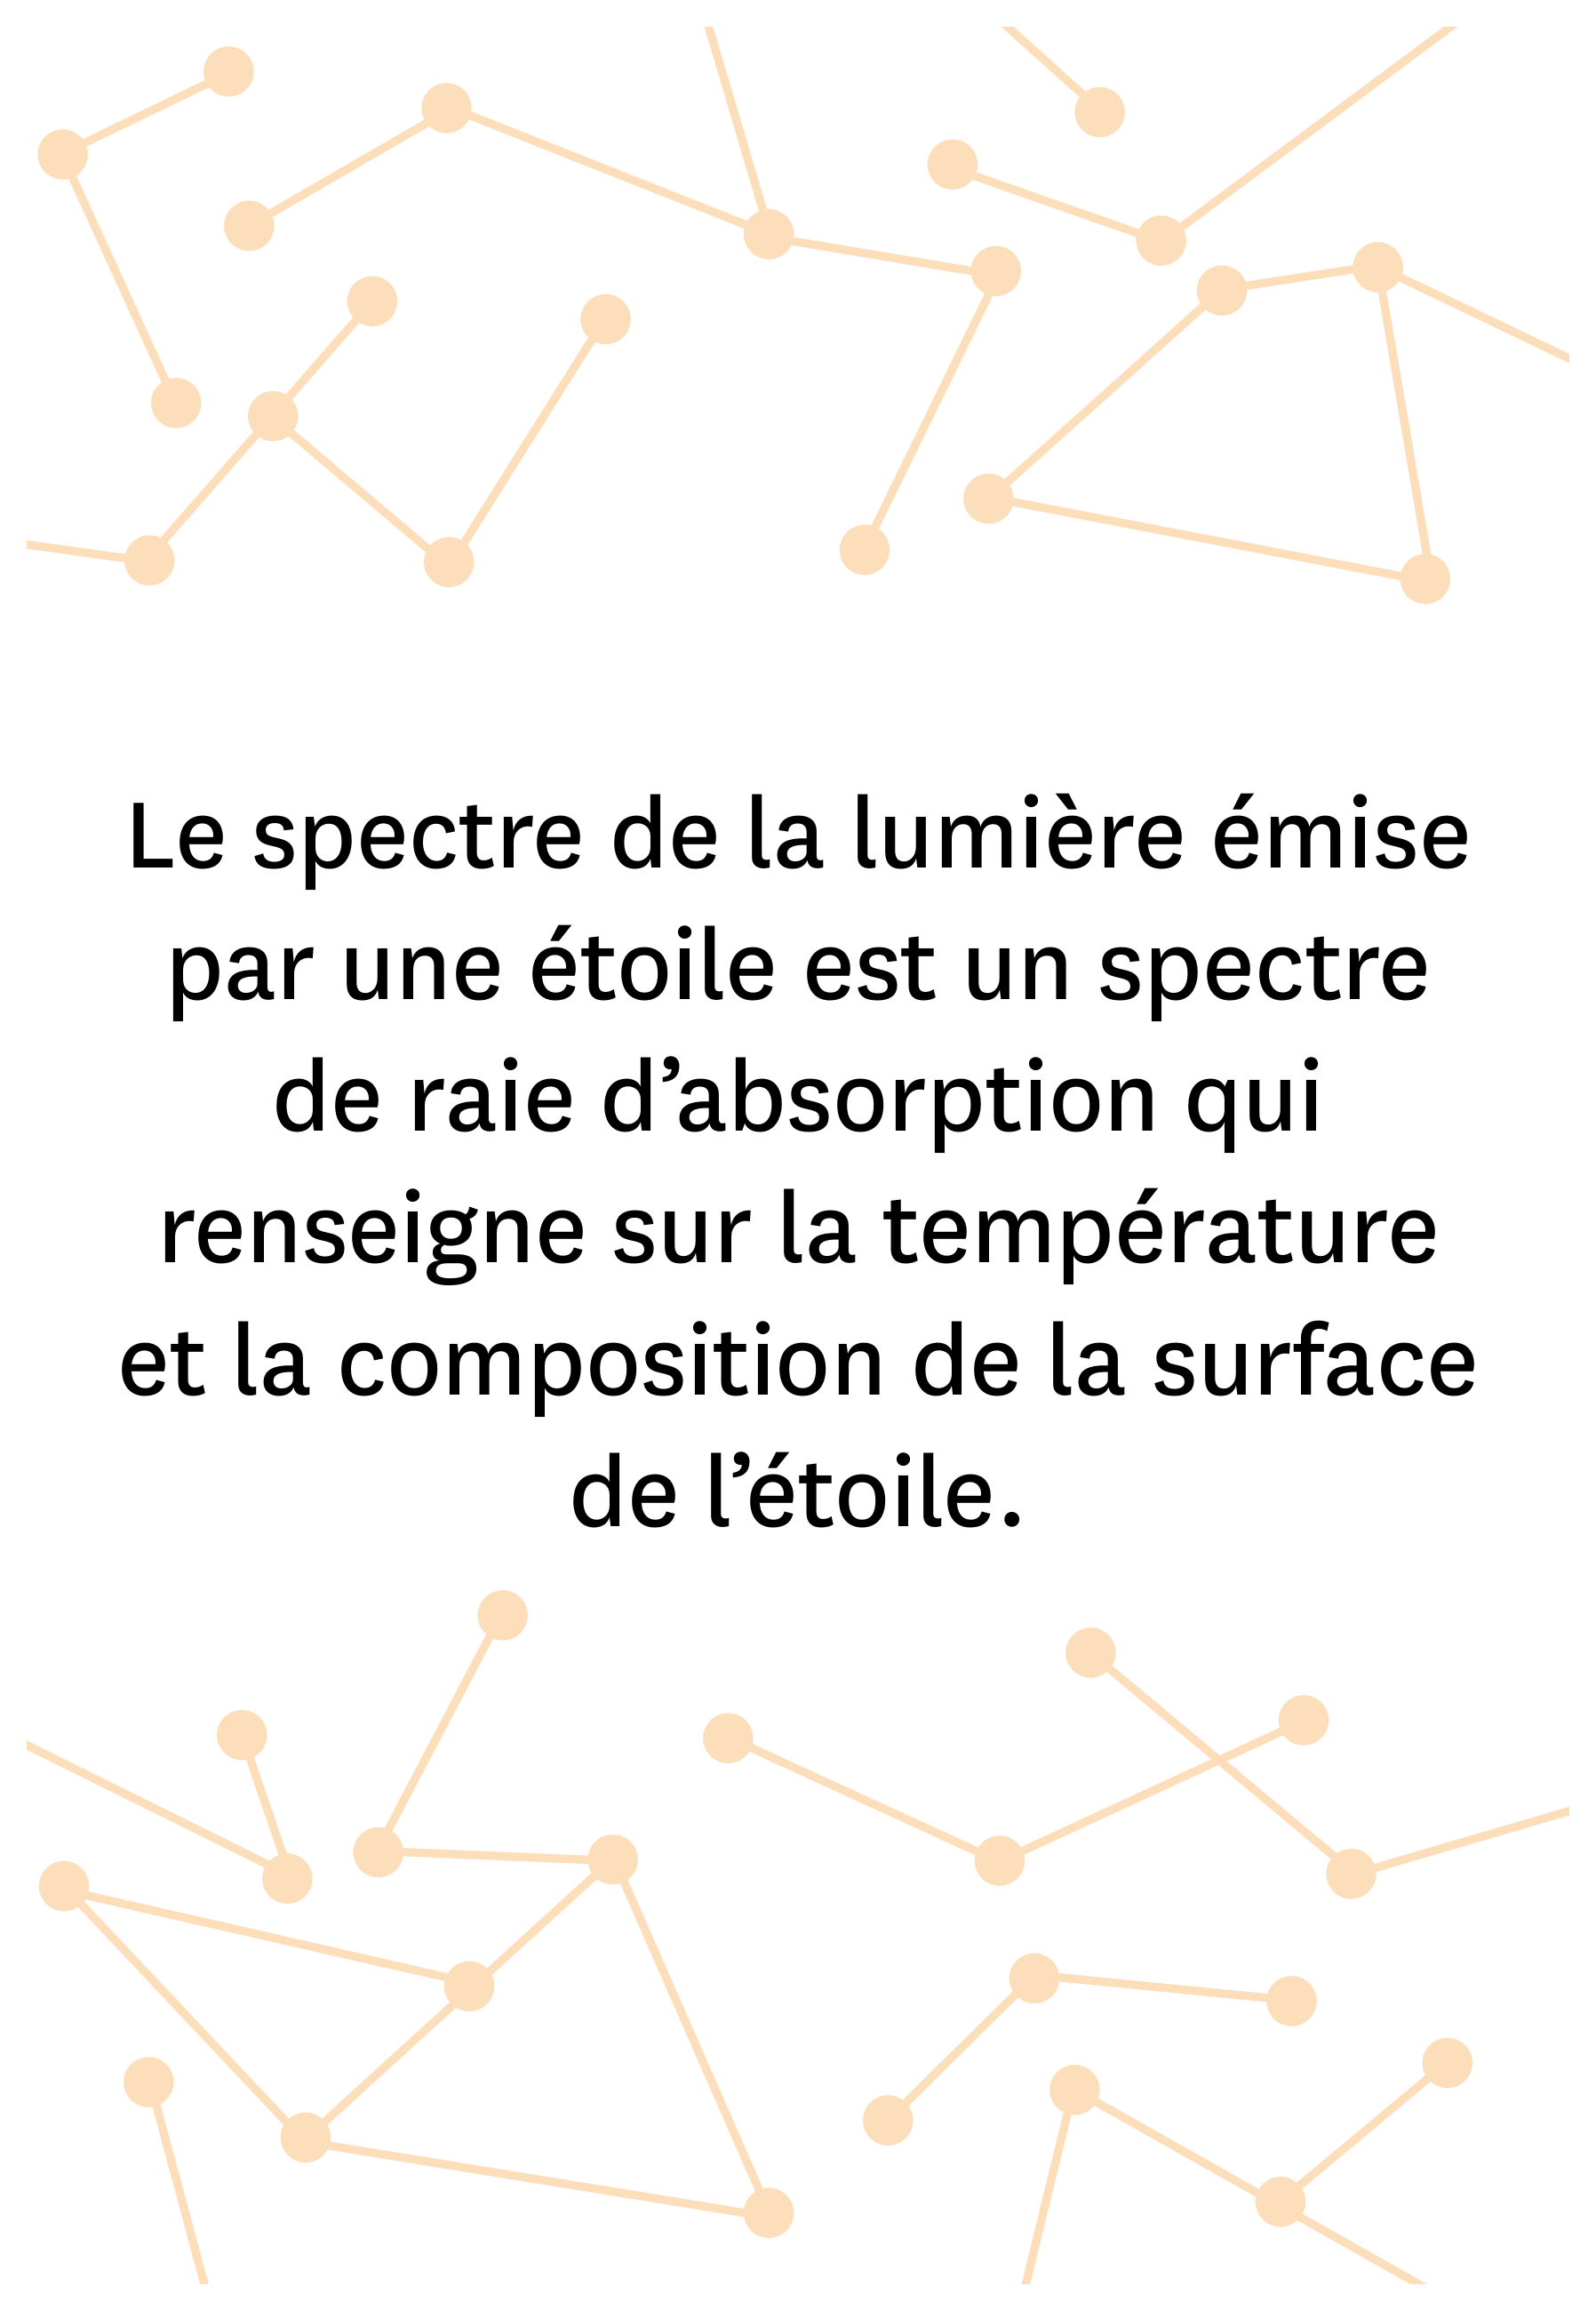 Le spectre de la lumière émise
par une étoile est un spectre
de raie d’absorption qui
renseigne sur la température
et la composition de la surface
de l’étoile.